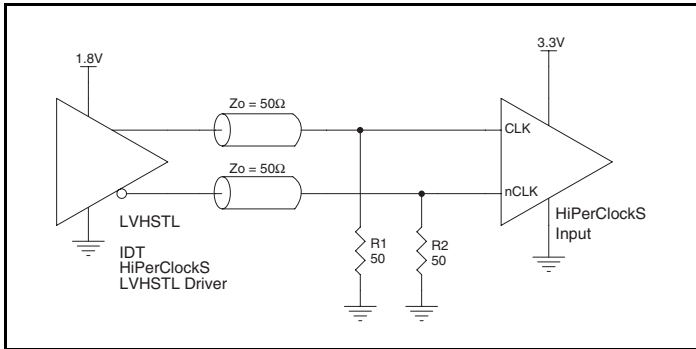 1.8V
3.3V
Zo = 50Ω
CLK
Zo = 50Ω
nCLK
LVHSTL
HiPerClockS
Input
IDT
HiPerClockS
LVHSTL Driver
R1
50
R2
50